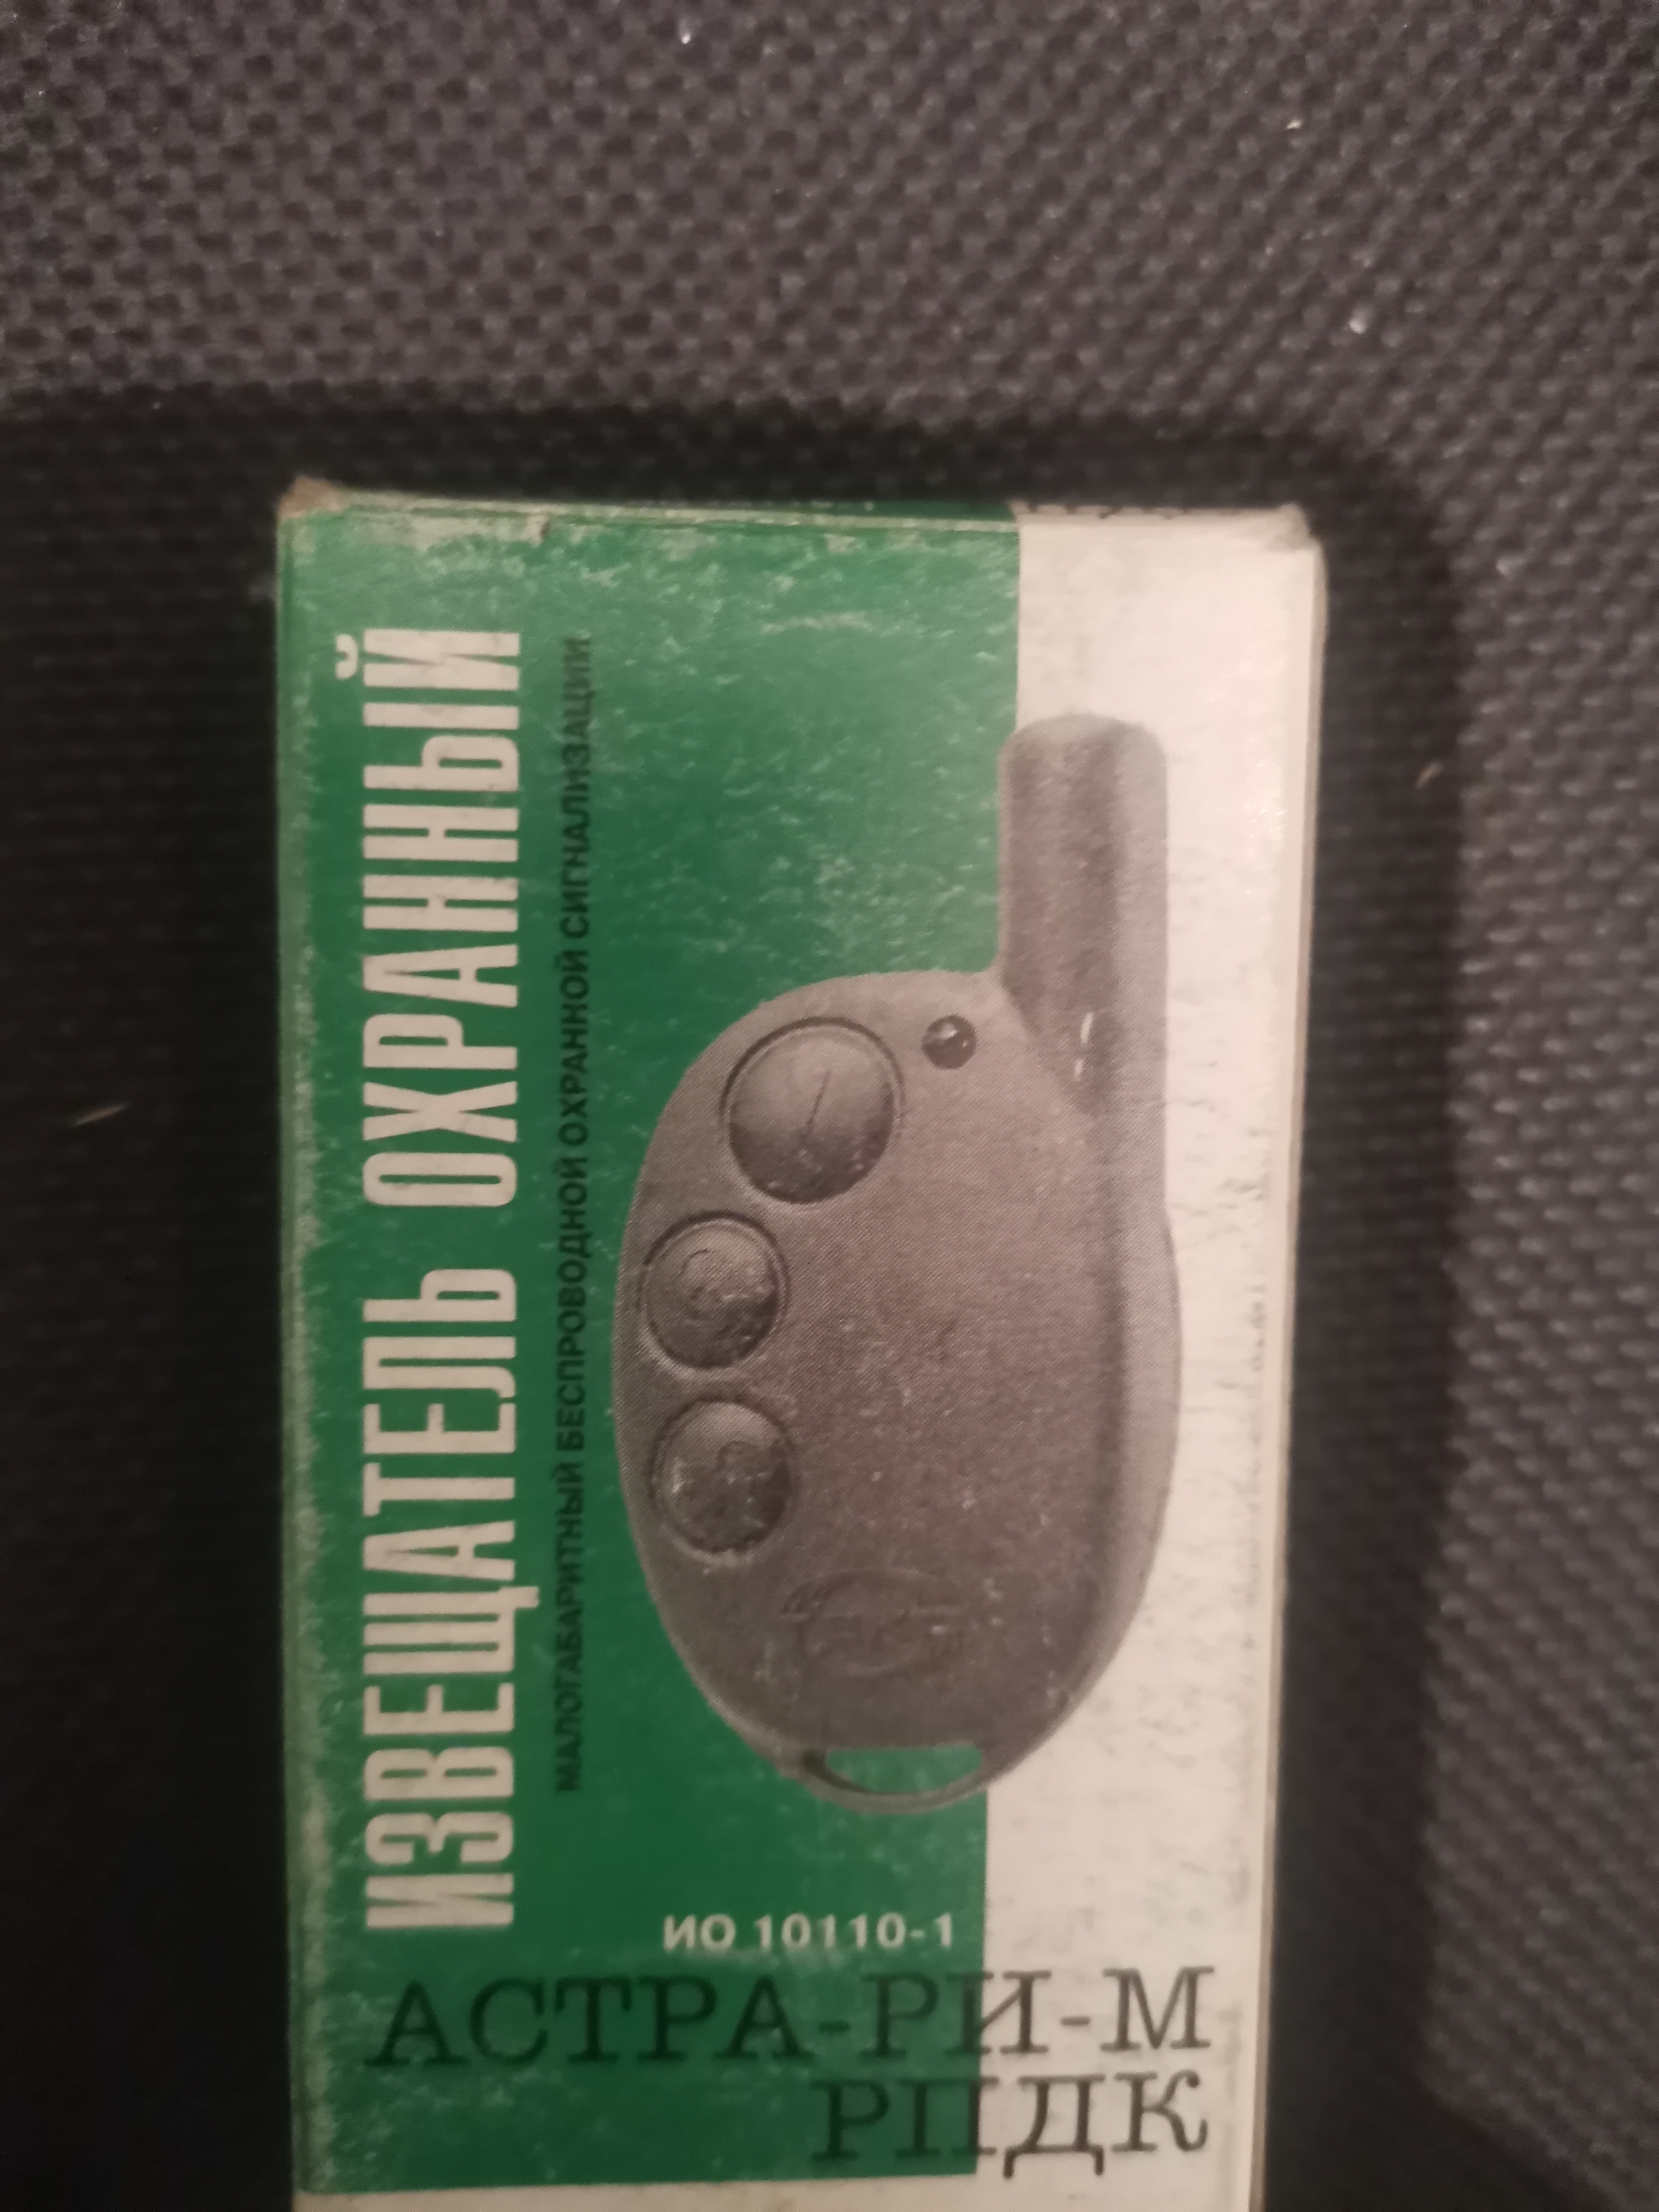 ИЗВЕЩАТЕЛЬ ОХРАННЫЙ
МАЛОГАБАРИТНЫЙ БЕСПРОВОДНОЙ ОХРАННОЙ СИГНАЛИЗАЦИИ
ИО 10110-1
АСТРА-РИ-М
РПДК